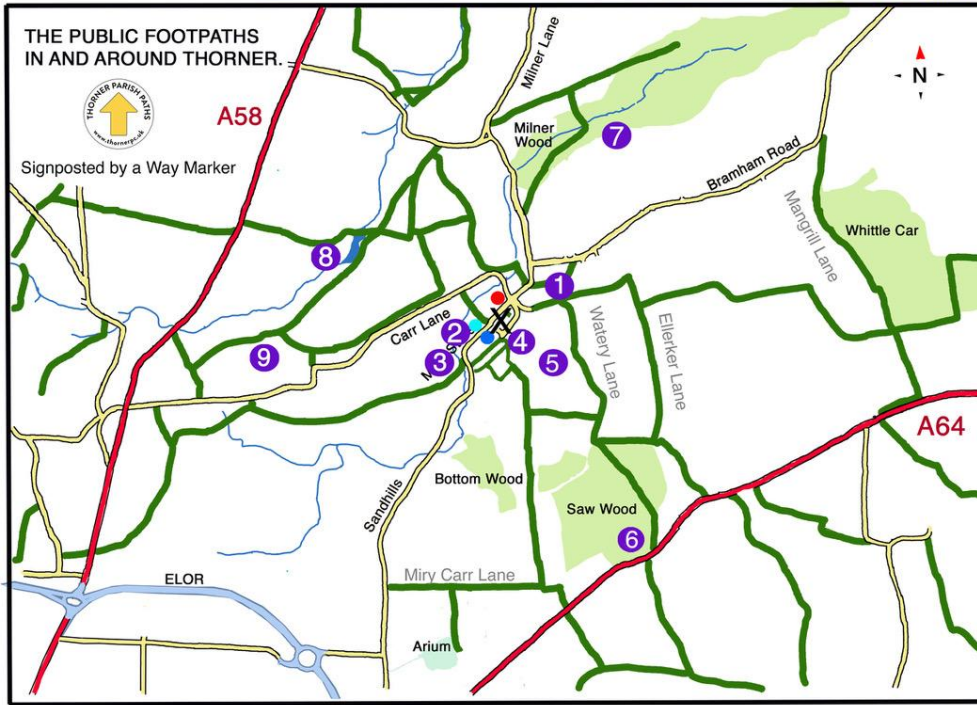 THE PUBLIC FOOTPATHS
IN AND AROUND THORNER.
THORNER PARISH PATHS
www.thornerpc.uk
Signposted by a Way Marker
A58
Milner Lane
N
Milner
Wood
7
Bramham Road
Mangrill Lane
Whittle Car
8
1
Carr Lane
2
X
4
3
5
Watery Lane
Ellerker Lane
9
A64
Bottom Wood
Sandhills
Saw Wood
6
Miry Carr Lane
ELOR
Arium